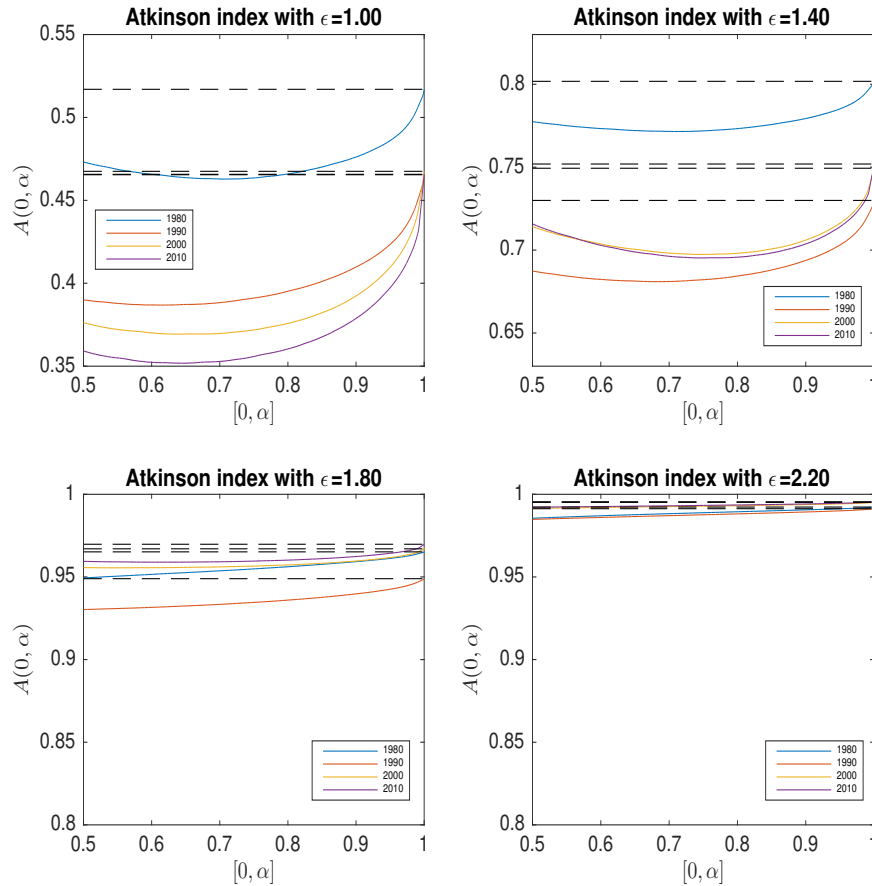 Atkinson index with ϵ=1.00
0.55
0.5
0.45
0.4
0.35
A(0, α)
1980
1990
2000
2010
0.5 0.6 0.7 0.8 0.9 1
[0, α]
Atkinson index with ϵ=1.40
0.8
0.75
0.7
0.65
A(0, α)
1980
1990
2000
2010
0.5 0.6 0.7 0.8 0.9 1
[0, α]
Atkinson index with ϵ=1.80
1
0.95
0.9
0.85
0.8
A(0, α)
1980
1990
2000
2010
0.5 0.6 0.7 0.8 0.9 1
[0, α]
Atkinson index with ϵ=2.20
1
0.95
0.9
0.85
0.8
A(0, α)
1980
1990
2000
2010
0.5 0.6 0.7 0.8 0.9 1
[0, α]